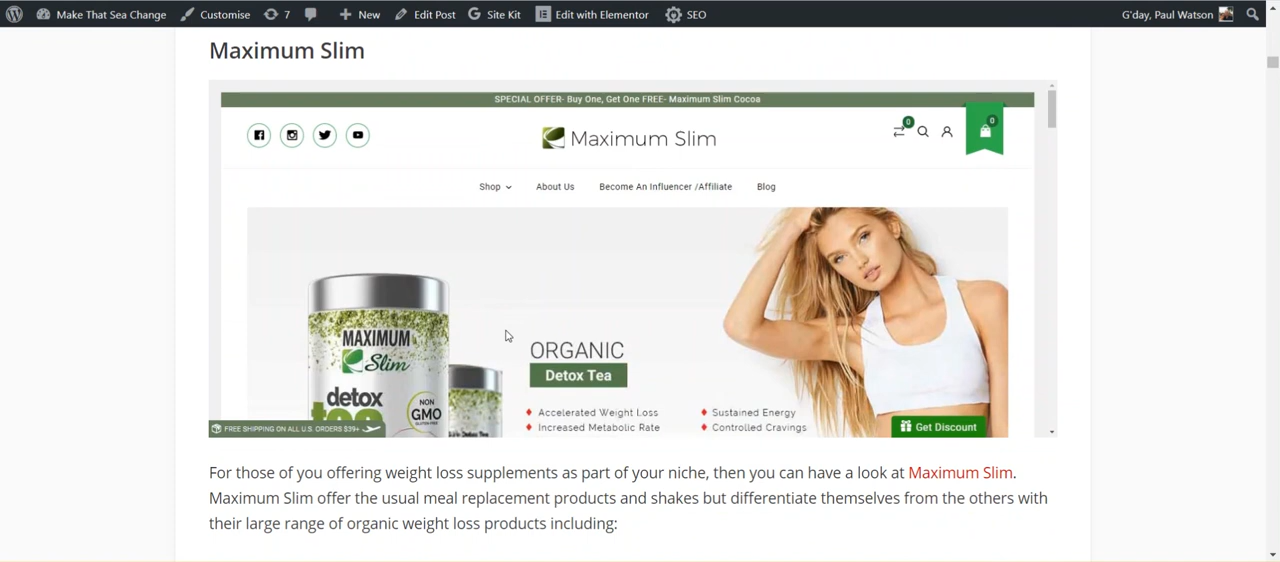 Make That Sea Change Customise 7 New Edit Post Site Kit Edit with Elementor SEO G'day, Paul Watson
Maximum Slim
SPECIAL OFFER- Buy One, Get One FREE- Maximum Slim Cocoa
Maximum Slim
0
0
Shop About Us Become An Influencer /Affiliate Blog
MAXIMUM
Slim
detox
tea
NON
GMO
GLUTEN-FREE
ORGANIC
Detox Tea
Accelerated Weight Loss Sustained Energy
Increased Metabolic Rate Controlled Cravings
FREE SHIPPING ON ALL U.S. ORDERS $39+
Get Discount
For those of you offering weight loss supplements as part of your niche, then you can have a look at Maximum Slim.
Maximum Slim offer the usual meal replacement products and shakes but differentiate themselves from the others with
their large range of organic weight loss products including: